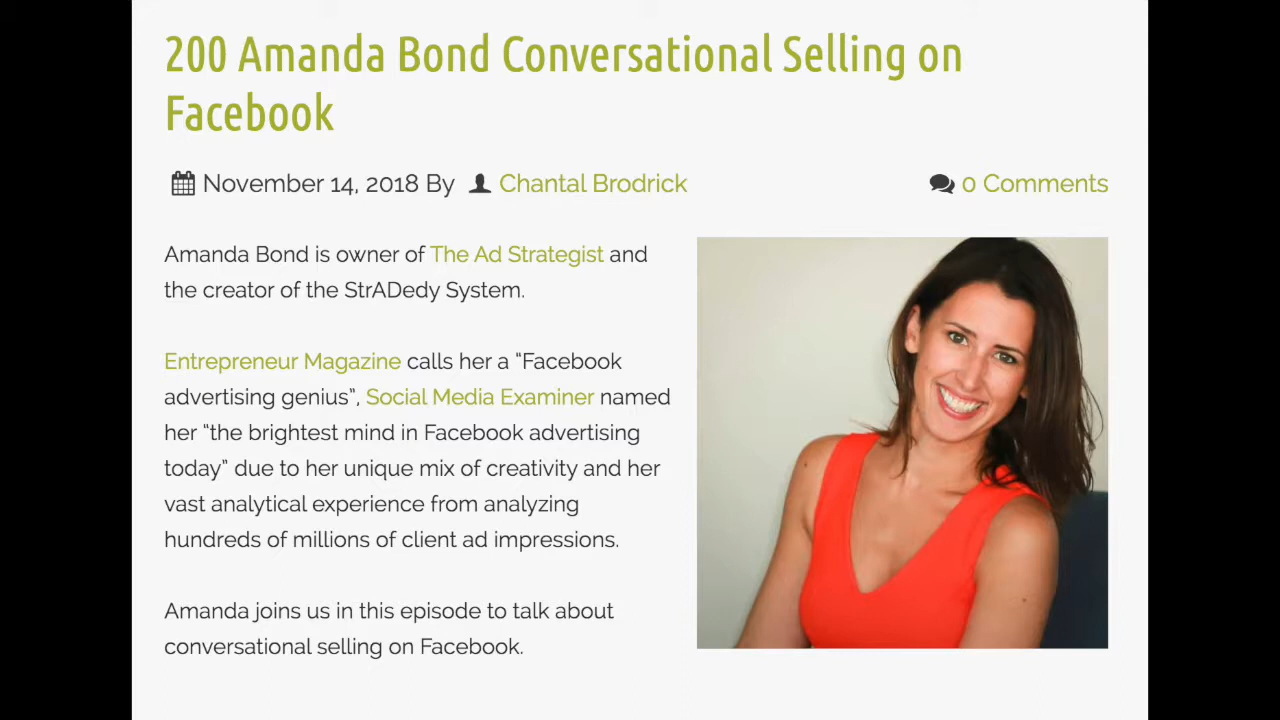 200 Amanda Bond Conversational Selling on
Facebook
November 14, 2018 By Chantal Brodrick
0 Comments
Amanda Bond is owner of The Ad Strategist and
the creator of the StrADedy System.
Entrepreneur Magazine calls her a “Facebook
advertising genius”, Social Media Examiner named
her “the brightest mind in Facebook advertising
today” due to her unique mix of creativity and her
vast analytical experience from analyzing
hundreds of millions of client ad impressions.
Amanda joins us in this episode to talk about
conversational selling on Facebook.